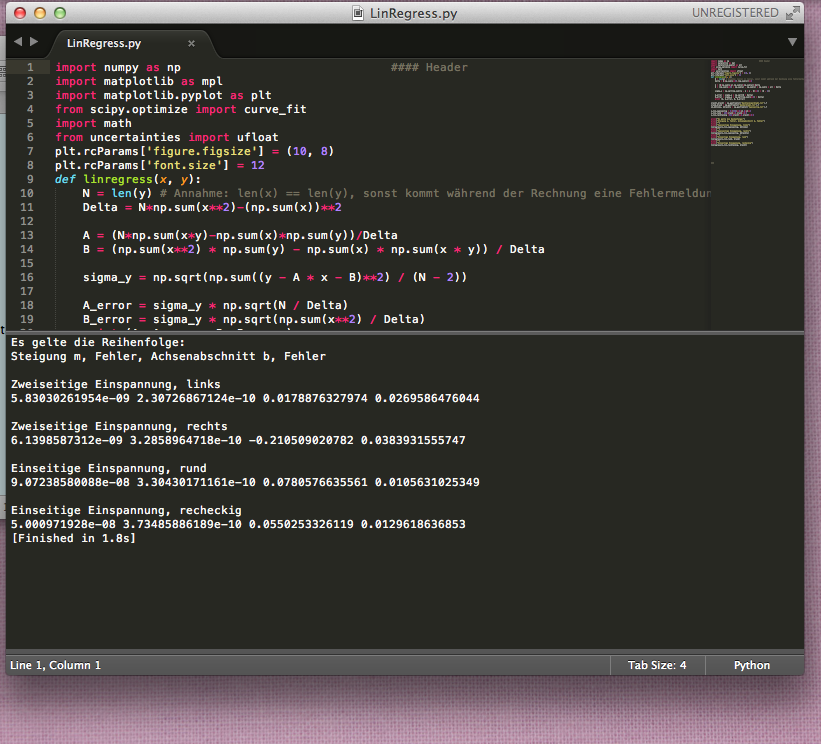 LinRegress.py
UNREGISTERED
LinRegress.py
1 import numpy as np #### Header
2 import matplotlib as mpl
3 import matplotlib.pyplot as plt
4 from scipy.optimize import curve_fit
5 import math
6 from uncertainties import ufloat
7 plt.rcParams['figure.figsize'] = (10, 8)
8 plt.rcParams['font.size'] = 12
9 def linregress(x, y):
10 N = len(y) # Annahme: len(x) == len(y), sonst kommt während der Rechnung eine Fehlermeldun
11 Delta = N*np.sum(x**2)-(np.sum(x))**2
12
13 A = (N*np.sum(x*y)-np.sum(x)*np.sum(y))/Delta
14 B = (np.sum(x**2) * np.sum(y) - np.sum(x) * np.sum(x * y)) / Delta
15
16 sigma_y = np.sqrt(np.sum((y - A * x - B)**2) / (N - 2))
17
18 A_error = sigma_y * np.sqrt(N / Delta)
19 B_error = sigma_y * np.sqrt(np.sum(x**2) / Delta)
Es gelte die Reihenfolge:
Steigung m, Fehler, Achsenabschnitt b, Fehler
Zweiseitige Einspannung, links
5.83030261954e-09 2.30726867124e-10 0.0178876327974 0.0269586476044
Zweiseitige Einspannung, rechts
6.1398587312e-09 3.2858964718e-10 -0.210509020782 0.0383931555747
Einseitige Einspannung, rund
9.07238580088e-08 3.30430171161e-10 0.0780576635561 0.0105631025349
Einseitige Einspannung, recheckig
5.000971928e-08 3.73485886189e-10 0.0550253326119 0.0129618636853
[Finished in 1.8s]
Line 1, Column 1
Tab Size: 4
Python